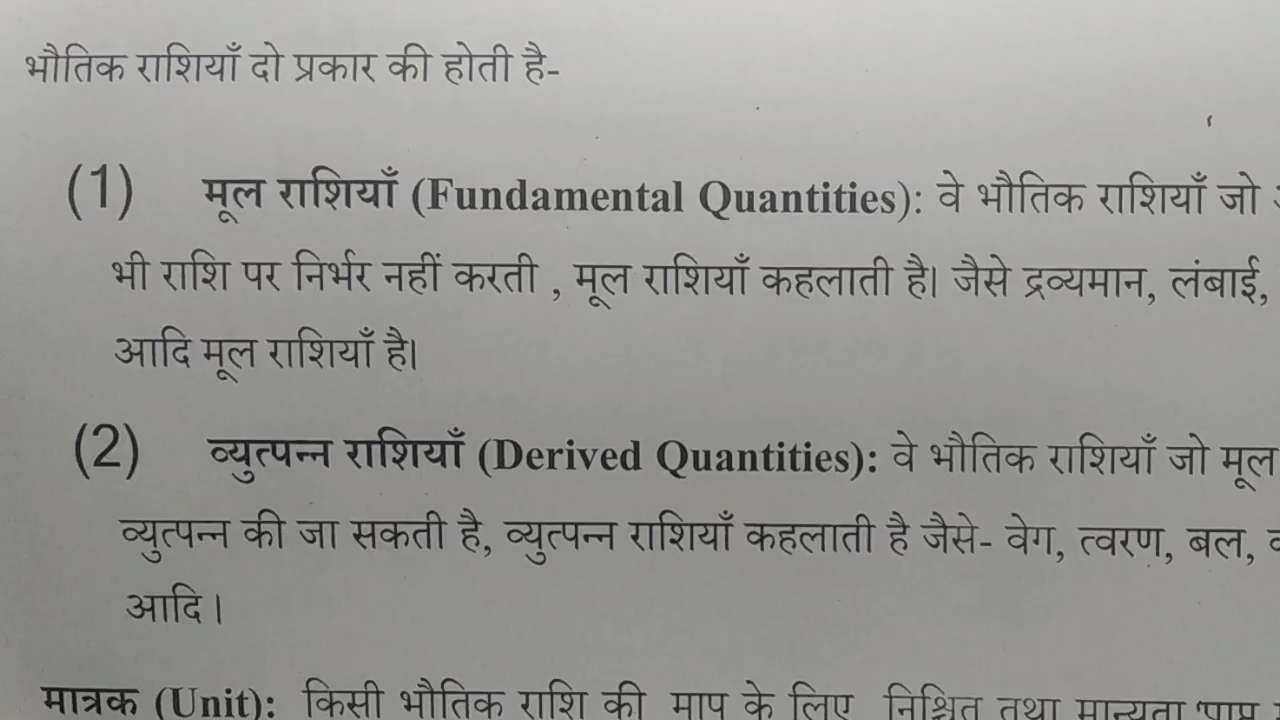 भौतिक राशियाँ दो प्रकार की होती है-
(1) मूल राशियाँ (Fundamental Quantities): वे भौतिक राशियाँ जो
भी राशि पर निर्भर नहीं करती , मूल राशियाँ कहलाती है। जैसे द्रव्यमान, लंबाई,
आदि मूल राशियाँ है।
(2) व्युत्पन्न राशियाँ (Derived Quantities): वे भौतिक राशियाँ जो मूल
व्युत्पन्न की जा सकती है, व्युत्पन्न राशियाँ कहलाती है जैसे- वेग, त्वरण, बल,
आदि ।
मात्रक (Unit): किसी भौतिक राशि की माप के लिए निश्चित तथा मान्यता